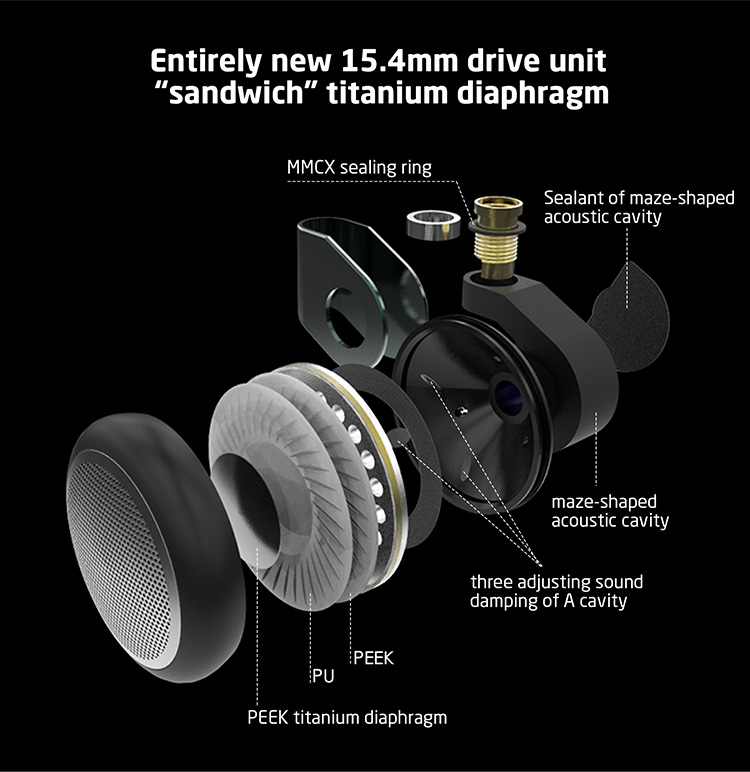 Entirely new 15.4mm drive unit
“sandwich” titanium diaphragm
MMCX sealing ring
Sealant of maze-shaped
acoustic cavity
maze-shaped
acoustic cavity
three adjusting sound
damping of A cavity
PEEK
PU
PEEK titanium diaphragm